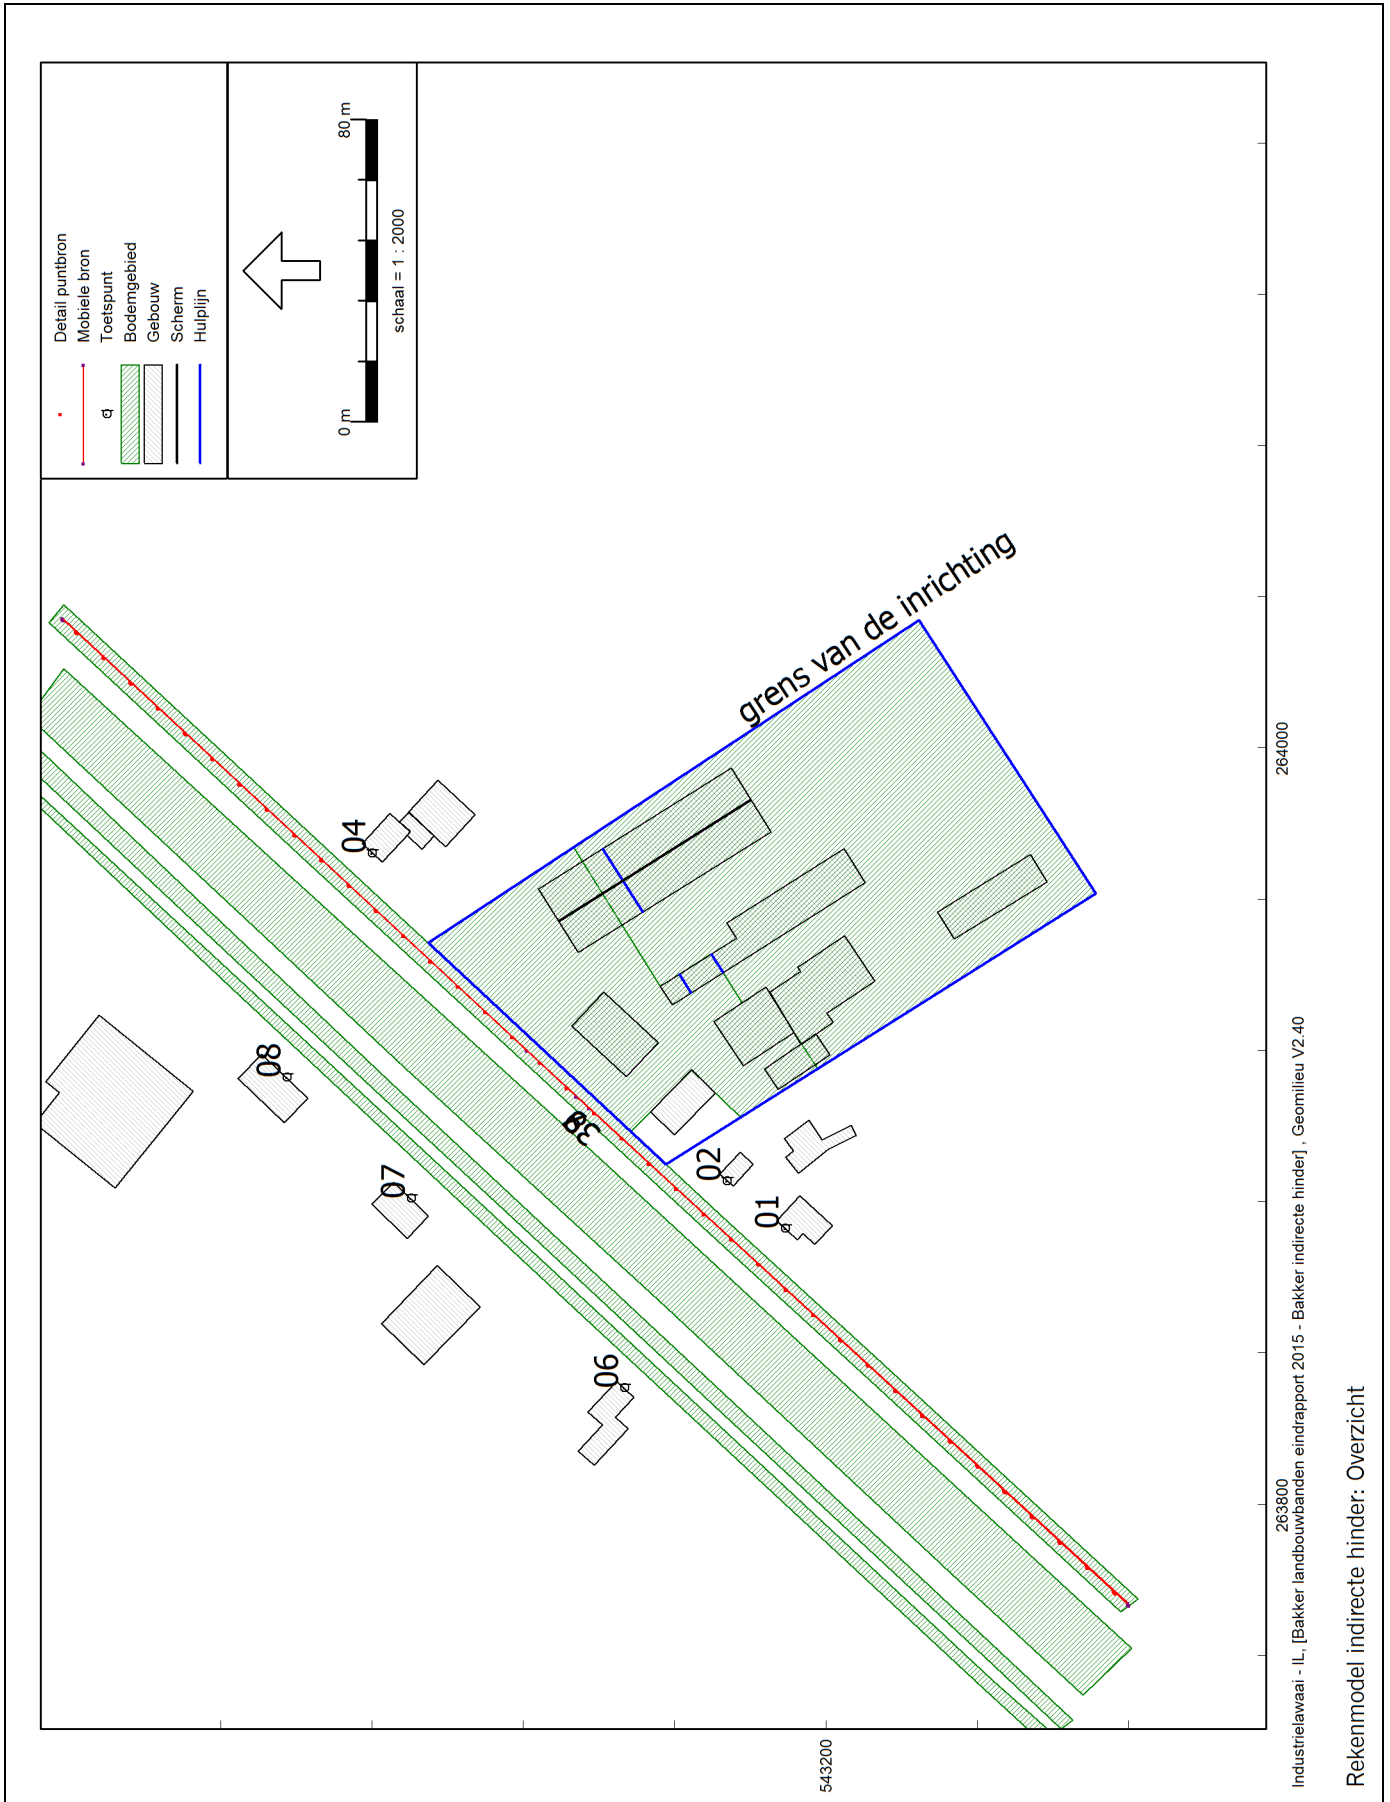 Detail puntbron
Mobiele bron
Toetspunt
Bodemgebied
Gebouw
Scherm
Hulplijn
0 m
80 m
schaal = 1 : 2000
04
08
07
06
02
01
grens van de inrichting
543200
263800
264000
Industrielawaai - IL, [Bakker landbouwbanden eindrapport 2015 - Bakker indirecte hinder] , Geomilieu V2.40
Rekenmodel indirecte hinder: Overzicht